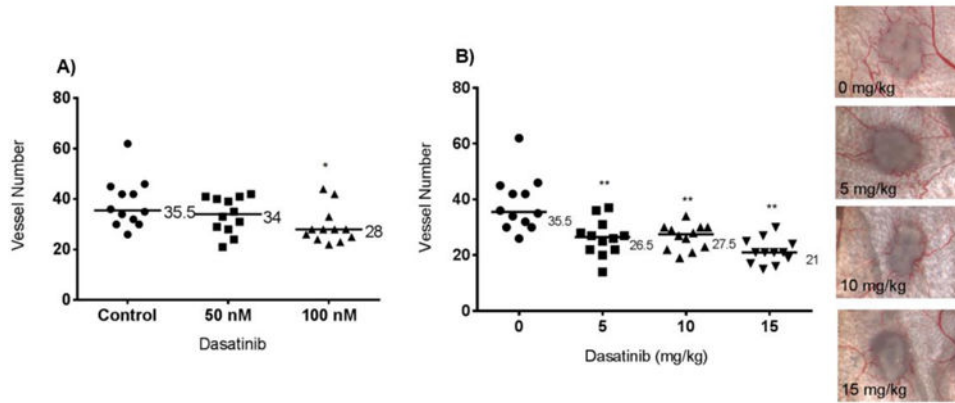 A)
Vessel Number
80
60
40
20
0
35.5
34
*
28
Control 50 nM 100 nM
Dasatinib
B)
Vessel Number
80
60
40
20
0
35.5
**
26.5
**
27.5
**
21
0 5 10 15
Dasatinib (mg/kg)
0 mg/kg
5 mg/kg
10 mg/kg
15 mg/kg